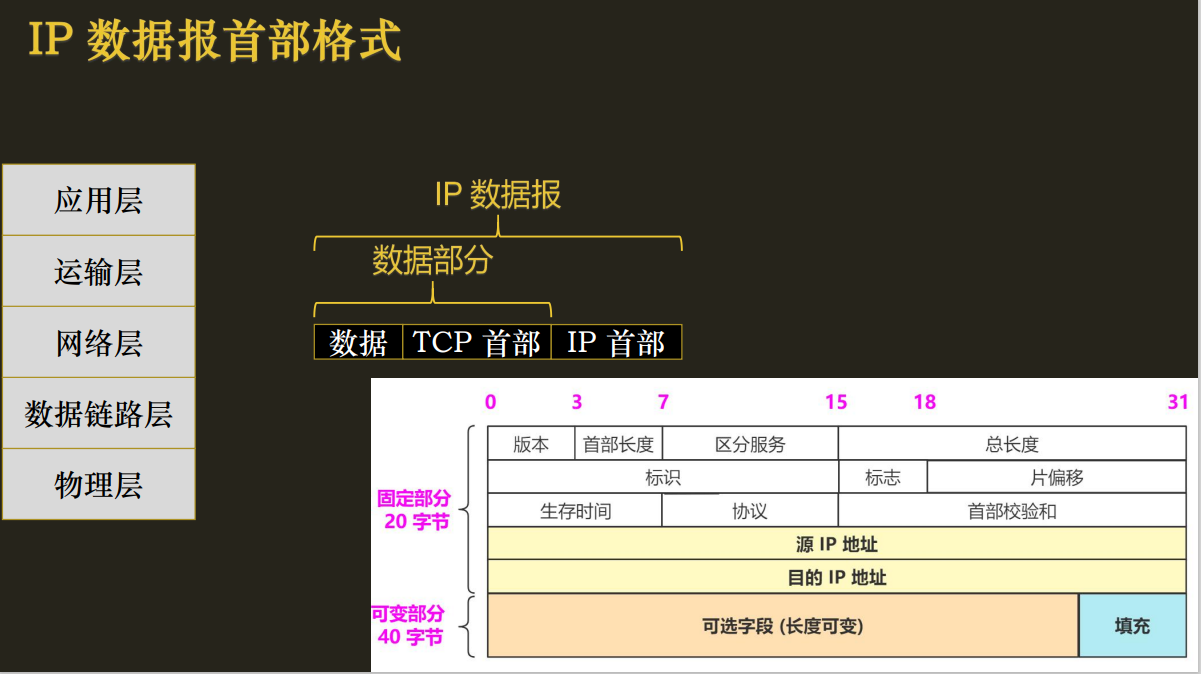 IP 数据报首部格式
应用层
运输层
网络层
数据链路层
物理层
IP 数据报
数据部分
数据 TCP 首部 IP 首部
0 3 7 15 18 31
版本 首部长度 区分服务 总长度
标识 标志 片偏移
生存时间 协议 首部校验和
源 IP 地址
目的 IP 地址
固定部分
20 字节
可变部分
40 字节
可选字段 (长度可变) 填充